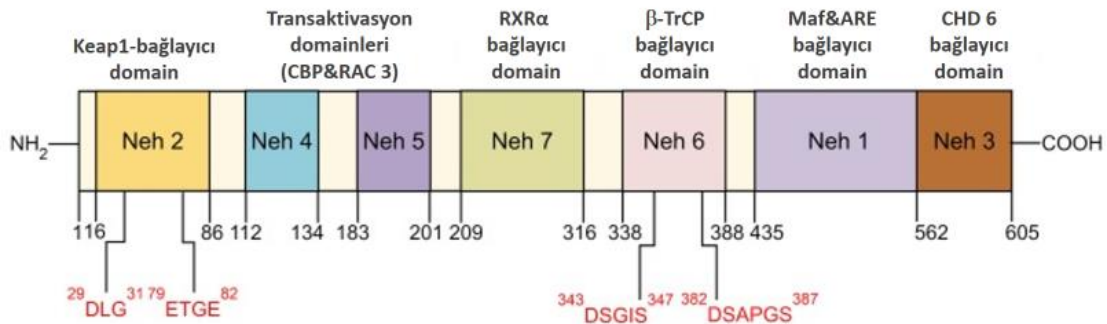 Keap1-bağlayıcı
domain
Transaktivasyon
domainleri
(CBP&RAC 3)
RXRα
bağlayıcı
domain
β-TrCP
bağlayıcı
domain
Maf&ARE
bağlayıcı
domain
CHD 6
bağlayıcı
domain
NH2 Neh 2 Neh 4 Neh 5 Neh 7 Neh 6 Neh 1 Neh 3 COOH
116 86 112 134 183 201 209 316 338 388 435 562 605
29DLG31 79ETGE82 343DSGIS347 382DSAPGS387